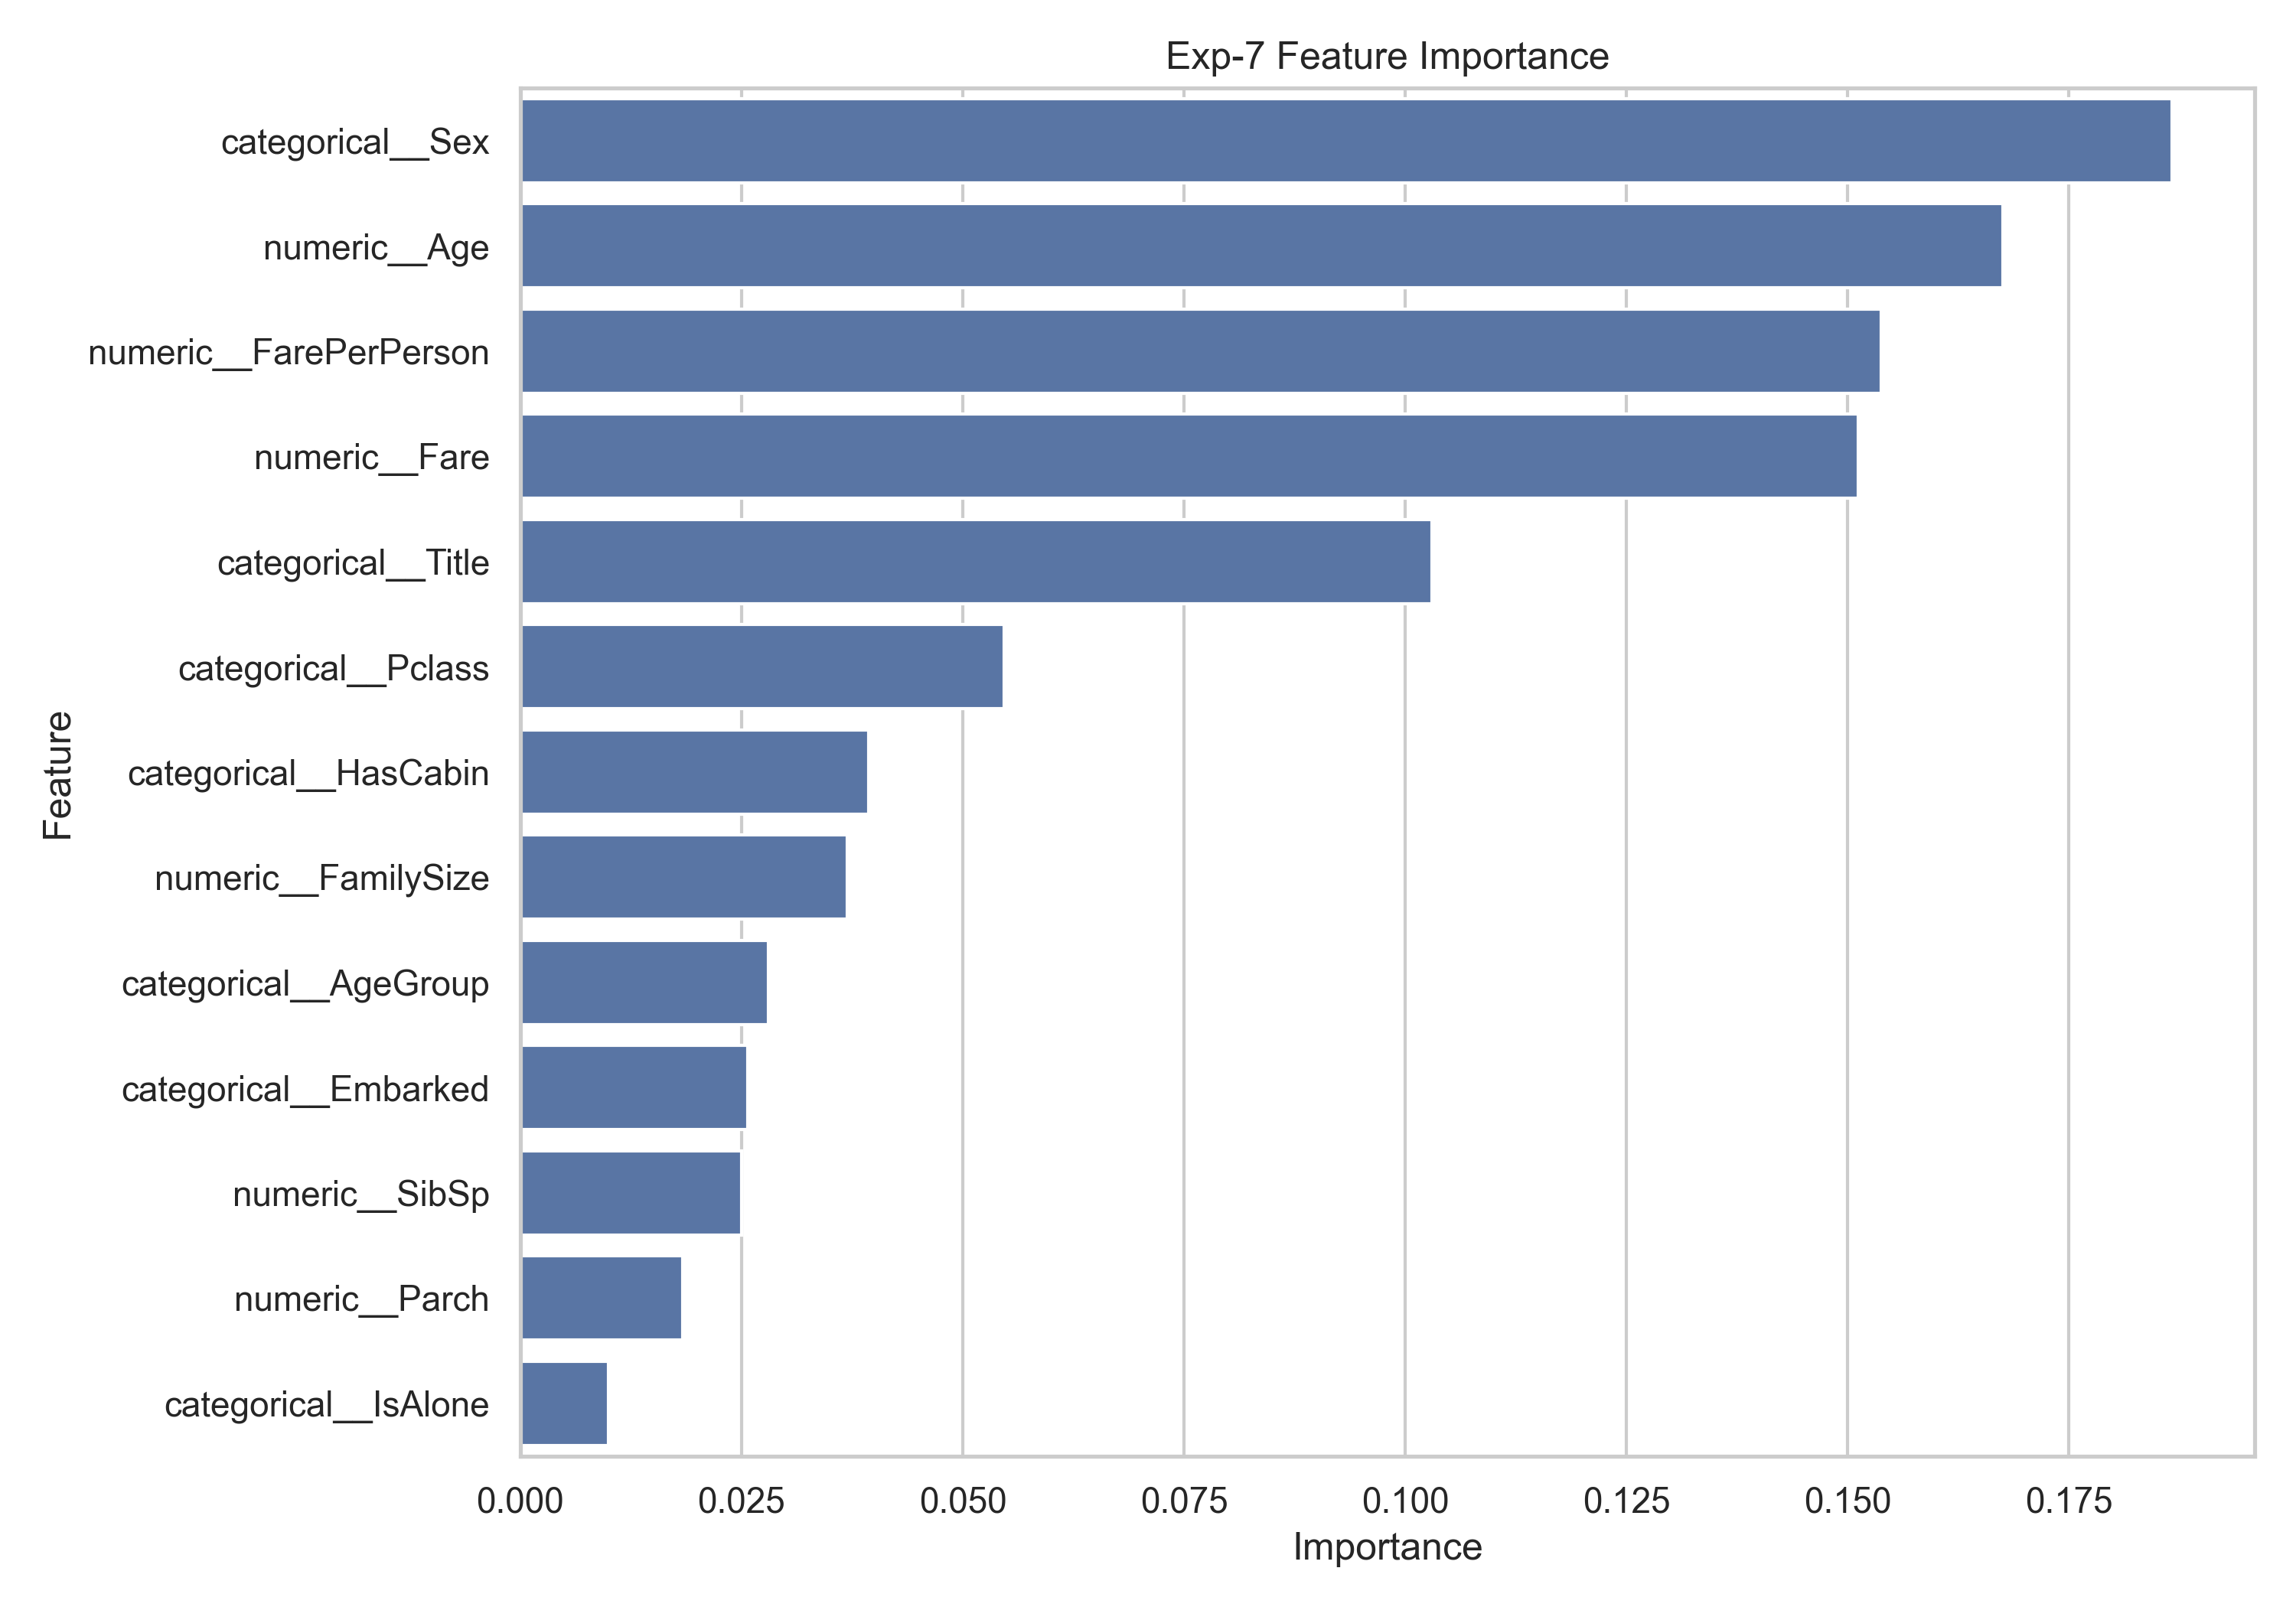 Exp-7 Feature Importance
categorical__Sex
numeric__Age
numeric__FarePerPerson
numeric__Fare
categorical__Title
categorical__Pclass
categorical__HasCabin
numeric__FamilySize
categorical__AgeGroup
categorical__Embarked
numeric__SibSp
numeric__Parch
categorical__IsAlone
Feature
0.000 0.025 0.050 0.075 0.100 0.125 0.150 0.175
Importance